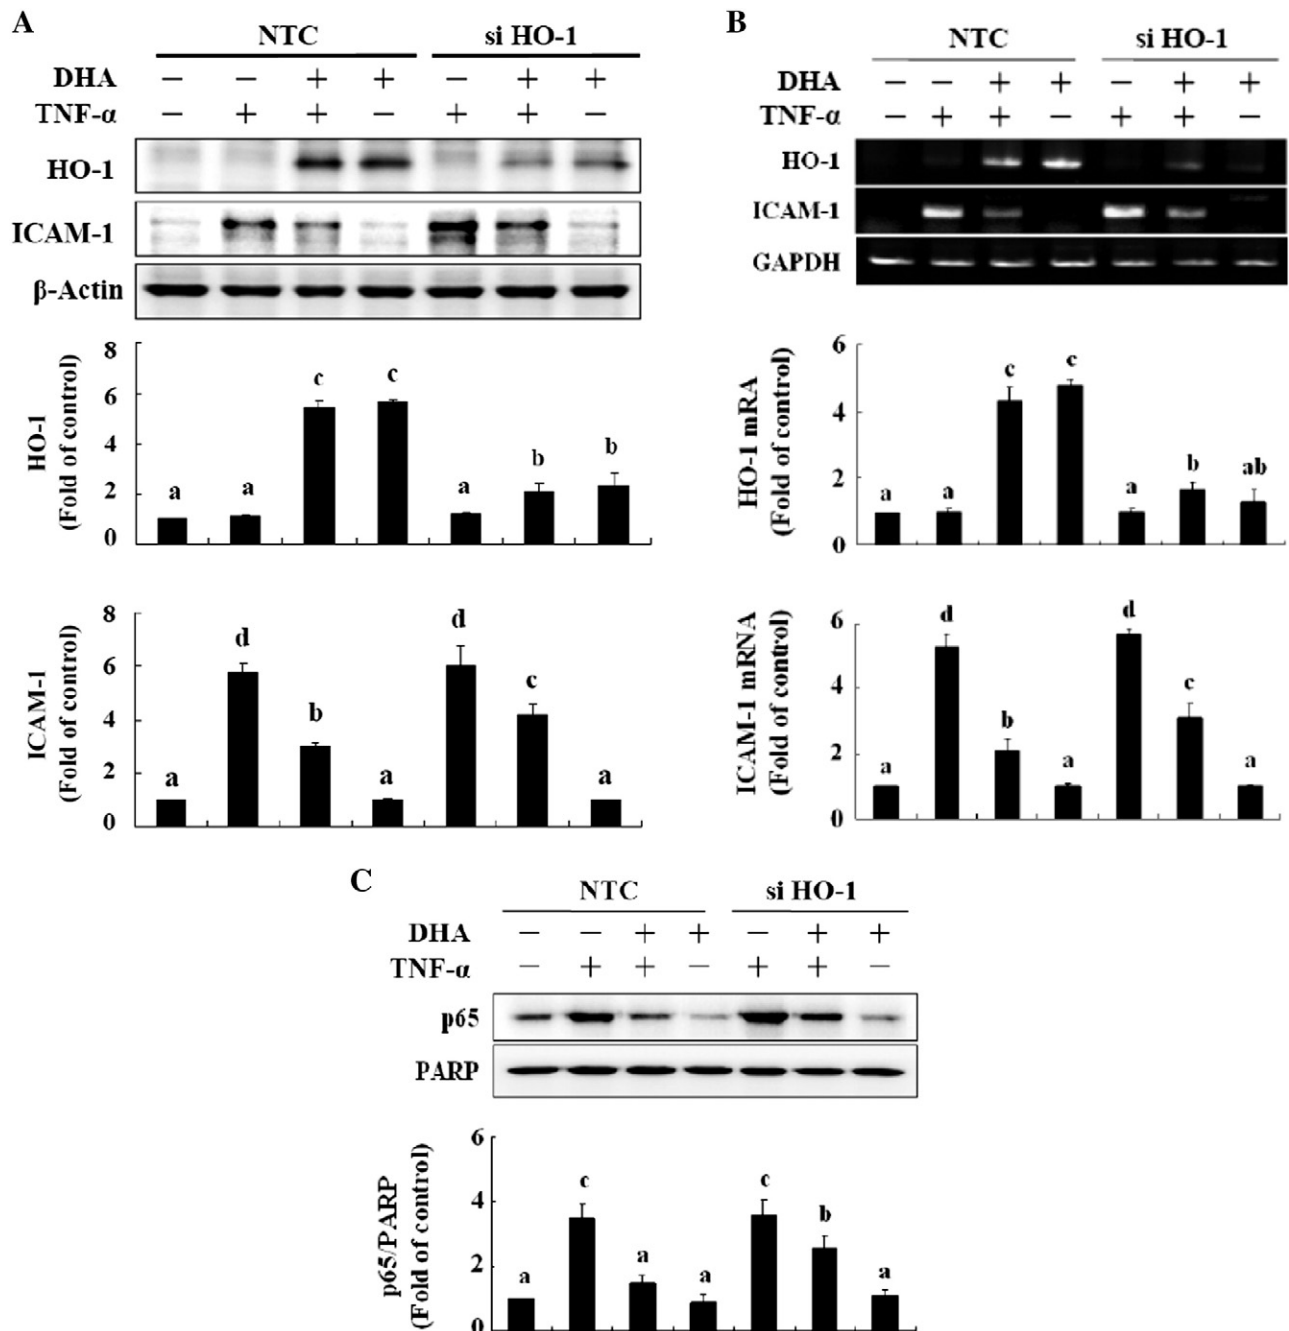 A
NTC si HO-1
DHA − − + + − + +
TNF-α − + + − + + −
HO-1
ICAM-1
β-Actin
8
6
4
2
0
HO-1
(Fold of control)
a a c c a b b
8
6
4
2
0
ICAM-1
(Fold of control)
a d b a d c a
B
NTC si HO-1
DHA − − + + − + +
TNF-α − + + − + + −
HO-1
ICAM-1
GAPDH
6
4
2
0
HO-1 mRA
(Fold of control)
a a c c a b ab
6
4
2
0
ICAM-1 mRNA
(Fold of control)
a d b a d c a
C
NTC si HO-1
DHA − − + + − + +
TNF-α − + + − + + −
p65
PARP
6
4
2
0
p65/PARP
(Fold of control)
a c a a c b a